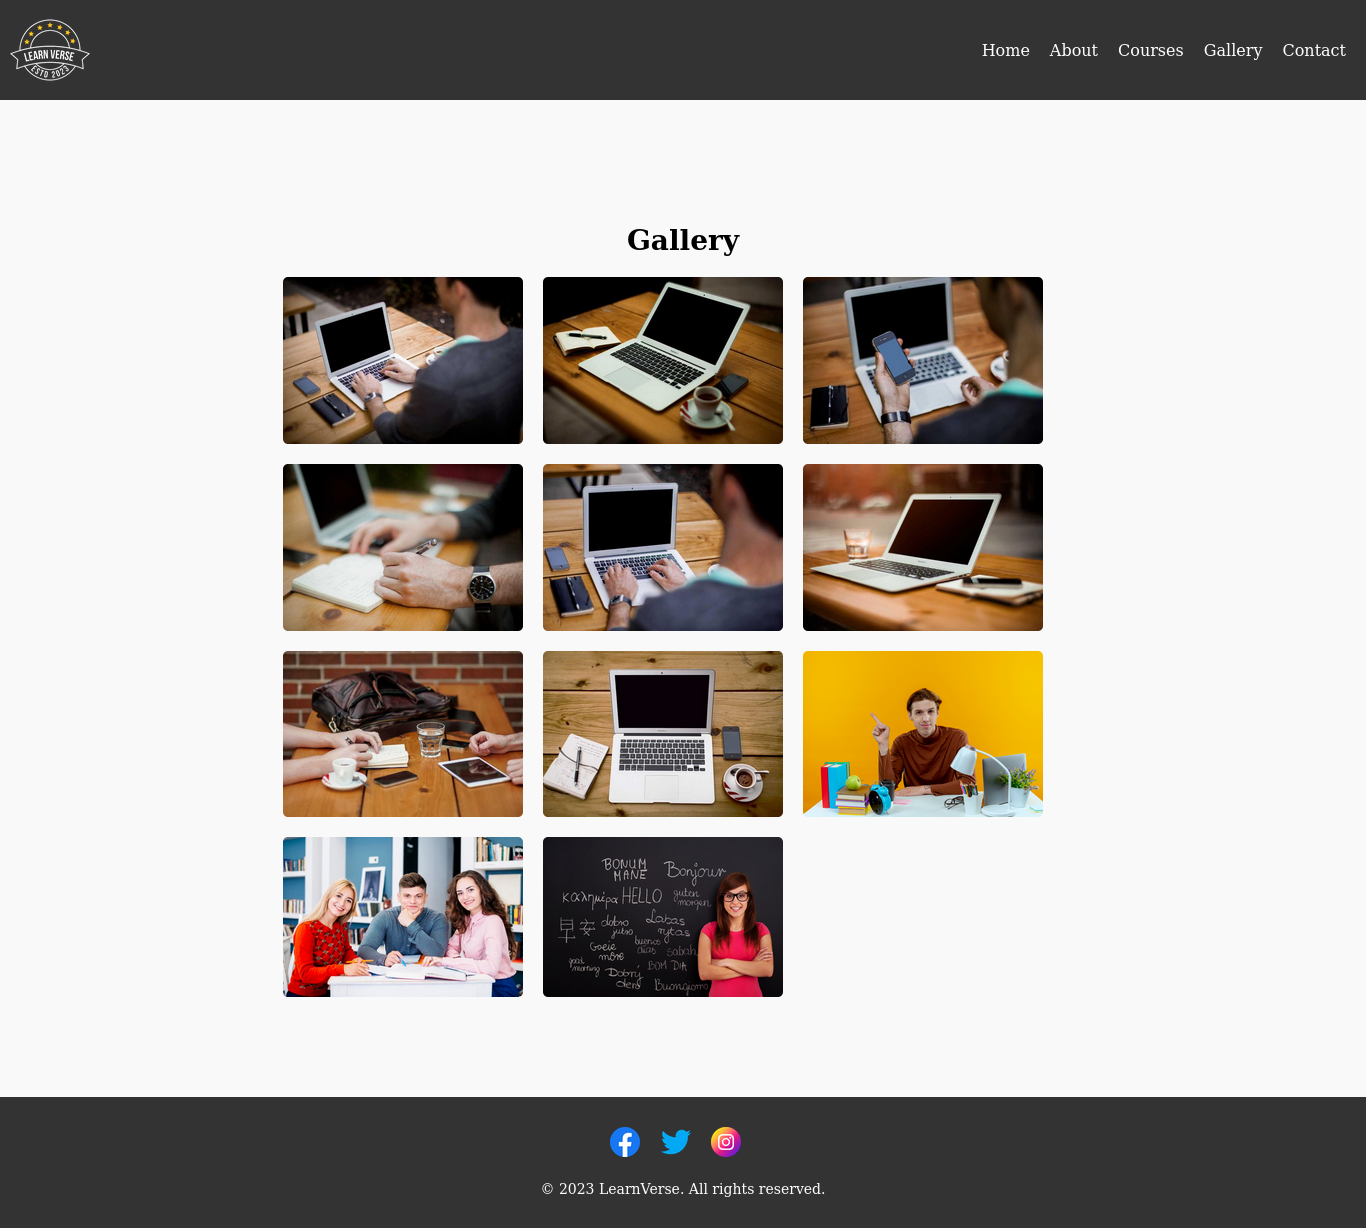 LEARN VERSE
ESTD 2023
Home About Courses Gallery Contact
Gallery
BONUM
MANE
Bonjour
καλημέρα HELLO guten
morgen
早安 dobro
jutro
Labas
rytas
Goeie
môre
buenos
días
sabah
good
morning
Dobrý
deň
BOM DIA
Buongiorno
© 2023 LearnVerse. All rights reserved.